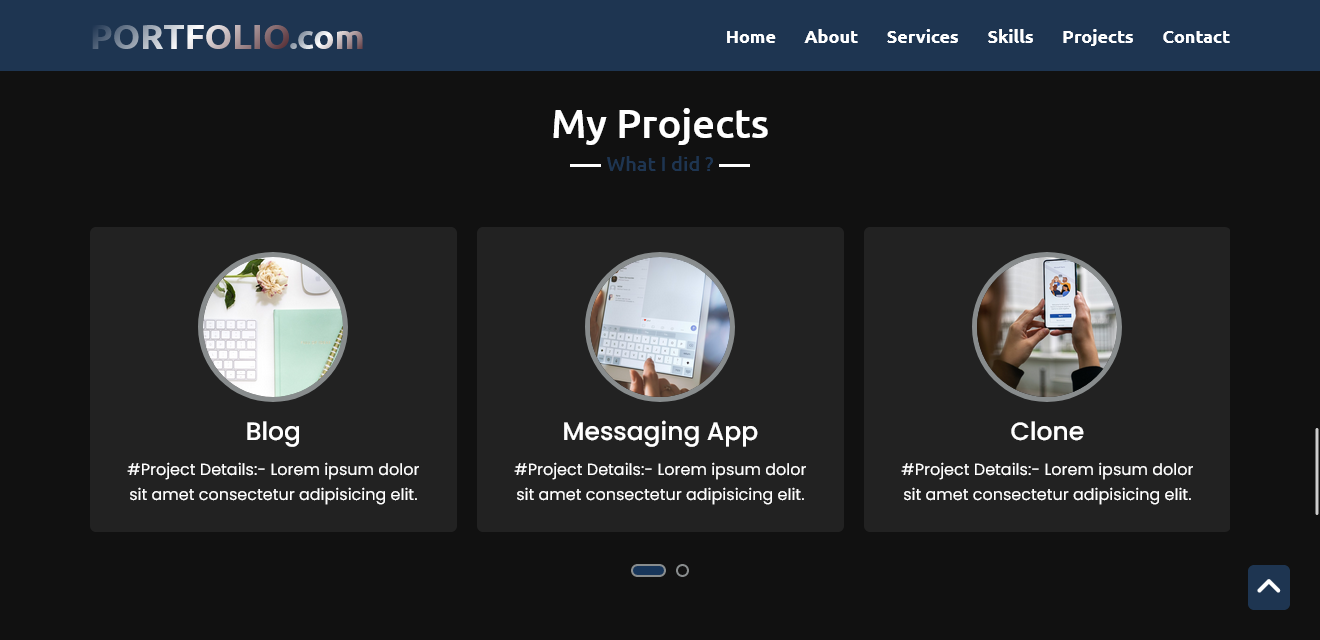 PORTFOLIO.com
Home About Services Skills Projects Contact
My Projects
What I did ?
Blog
#Project Details:- Lorem ipsum dolor
sit amet consectetur adipisicing elit.
Messaging App
#Project Details:- Lorem ipsum dolor
sit amet consectetur adipisicing elit.
Clone
#Project Details:- Lorem ipsum dolor
sit amet consectetur adipisicing elit.